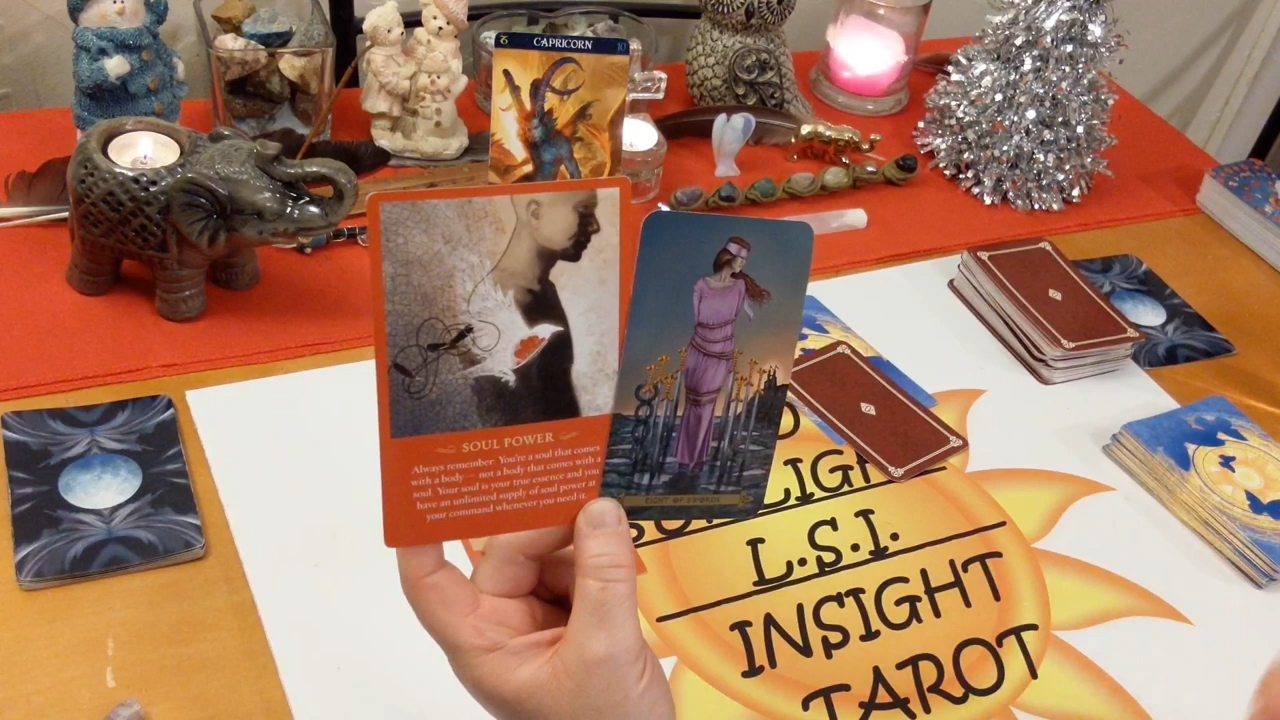 ♑ CAPRICORN 10
SOUL POWER
Always remember: You're a soul that comes
with a body — not a body that comes with a
soul. Your soul is your true essence and you
have an unlimited supply of soul power at
your command whenever you need it.
EIGHT OF SWORDS
L.S.I.
INSIGHT
TAROT